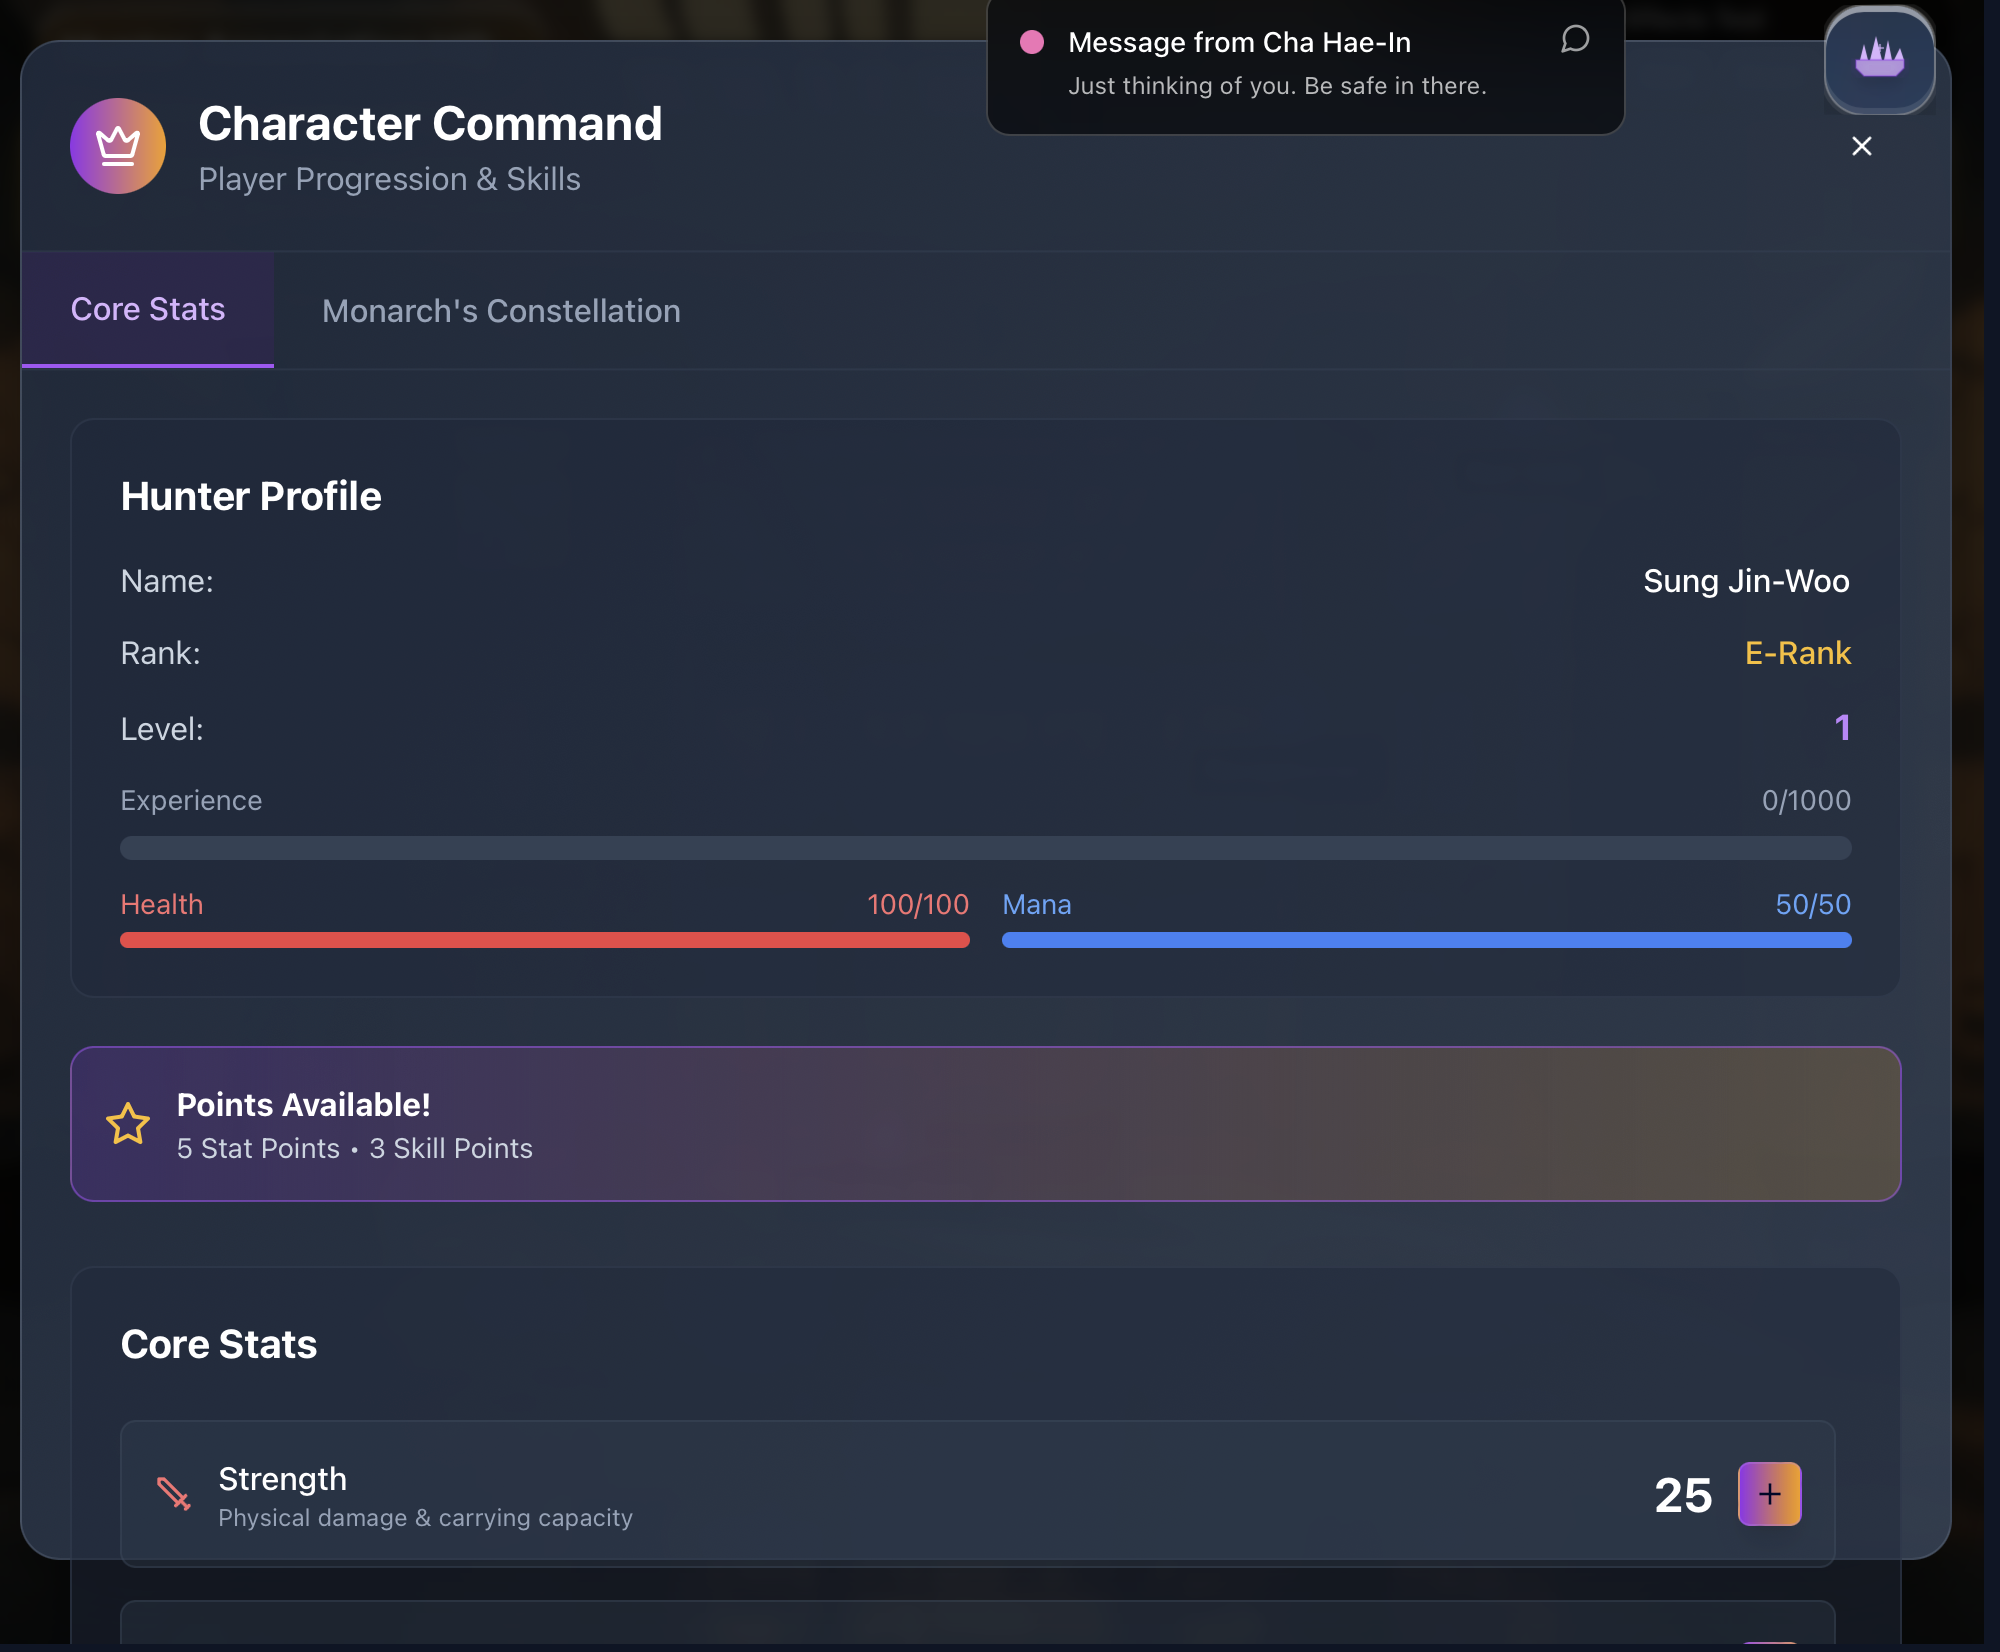 Message from Cha Hae-In
Just thinking of you. Be safe in there.
Character Command
Player Progression & Skills
Core Stats
Monarch's Constellation
Hunter Profile
Name: Sung Jin-Woo
Rank: E-Rank
Level: 1
Experience 0/1000
Health 100/100 Mana 50/50
Points Available!
5 Stat Points • 3 Skill Points
Core Stats
Strength
Physical damage & carrying capacity
25